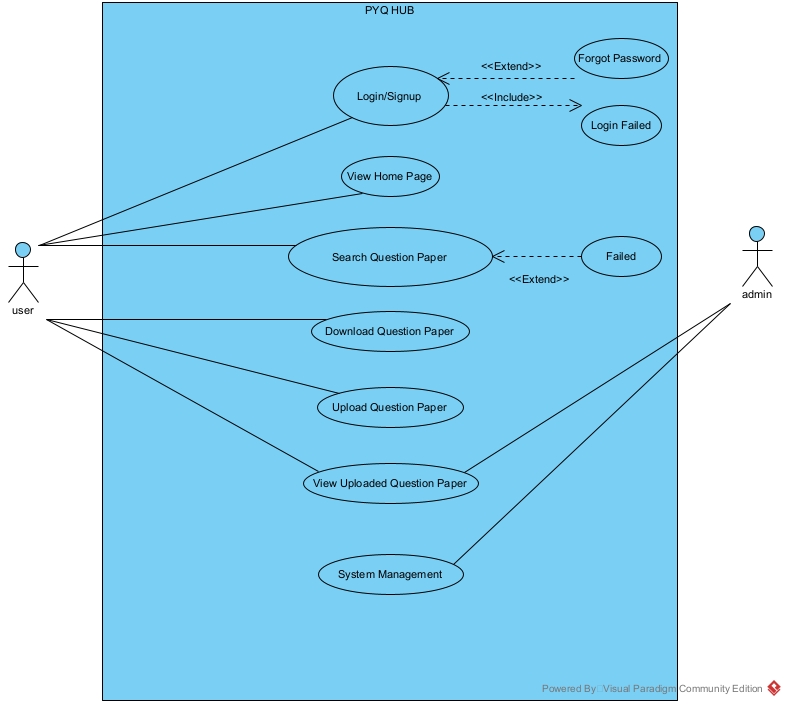 PYQ HUB
<<Extend>>
Forgot Password
Login/Signup
<<Include>>
Login Failed
View Home Page
Search Question Paper
Failed
<<Extend>>
user
admin
Download Question Paper
Upload Question Paper
View Uploaded Question Paper
System Management
Powered By Visual Paradigm Community Edition